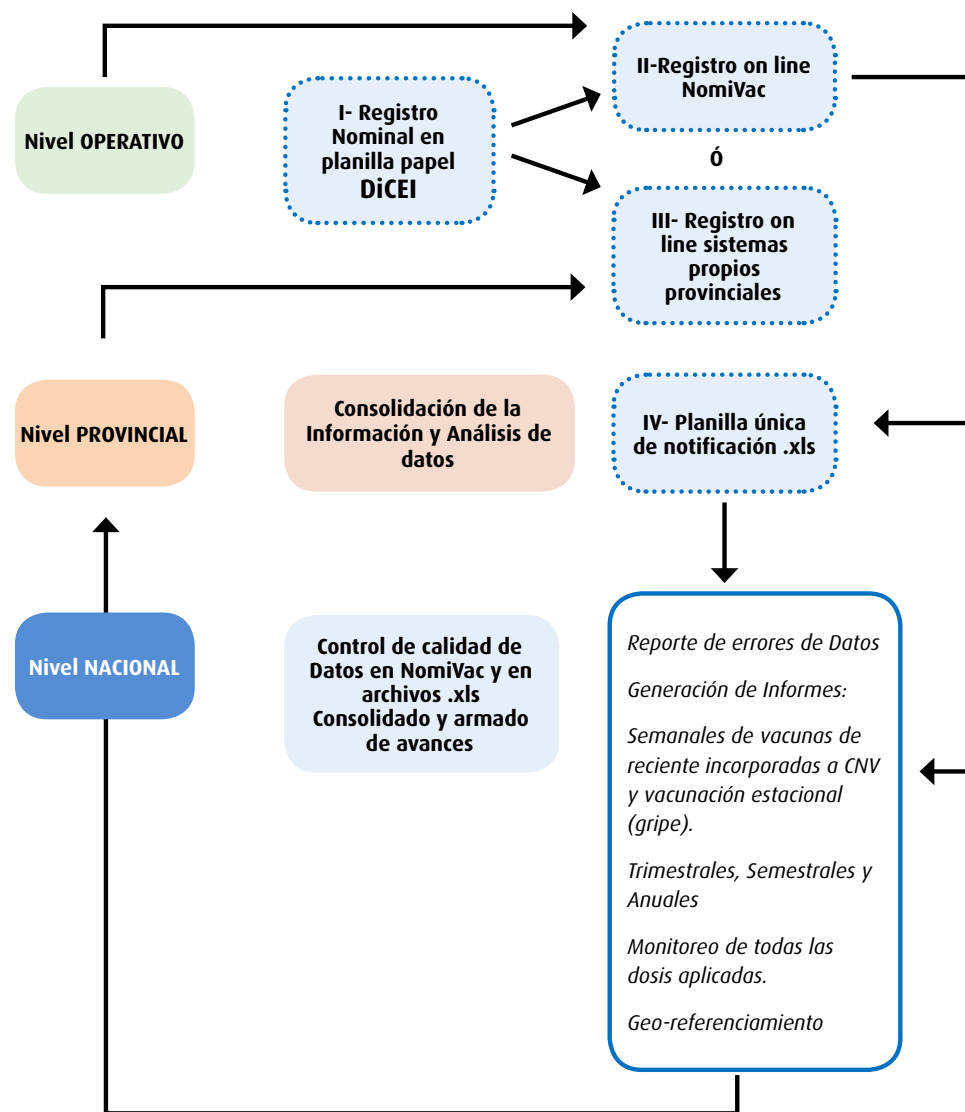 Nivel OPERATIVO
I- Registro
Nominal en
planilla papel
DiCEI
II-Registro on line
NomiVac
Ó
III- Registro on
line sistemas
propios
provinciales
Nivel PROVINCIAL
Consolidación de la
Información y Análisis de
datos
IV- Planilla única
de notificación .xls
Nivel NACIONAL
Control de calidad de
Datos en NomiVac y en
archivos .xls
Consolidado y armado
de avances
Reporte de errores de Datos
Generación de Informes:
Semanales de vacunas de
reciente incorporadas a CNV
y vacunación estacional
(gripe).
Trimestrales, Semestrales y
Anuales
Monitoreo de todas las
dosis aplicadas.
Geo-referenciamiento